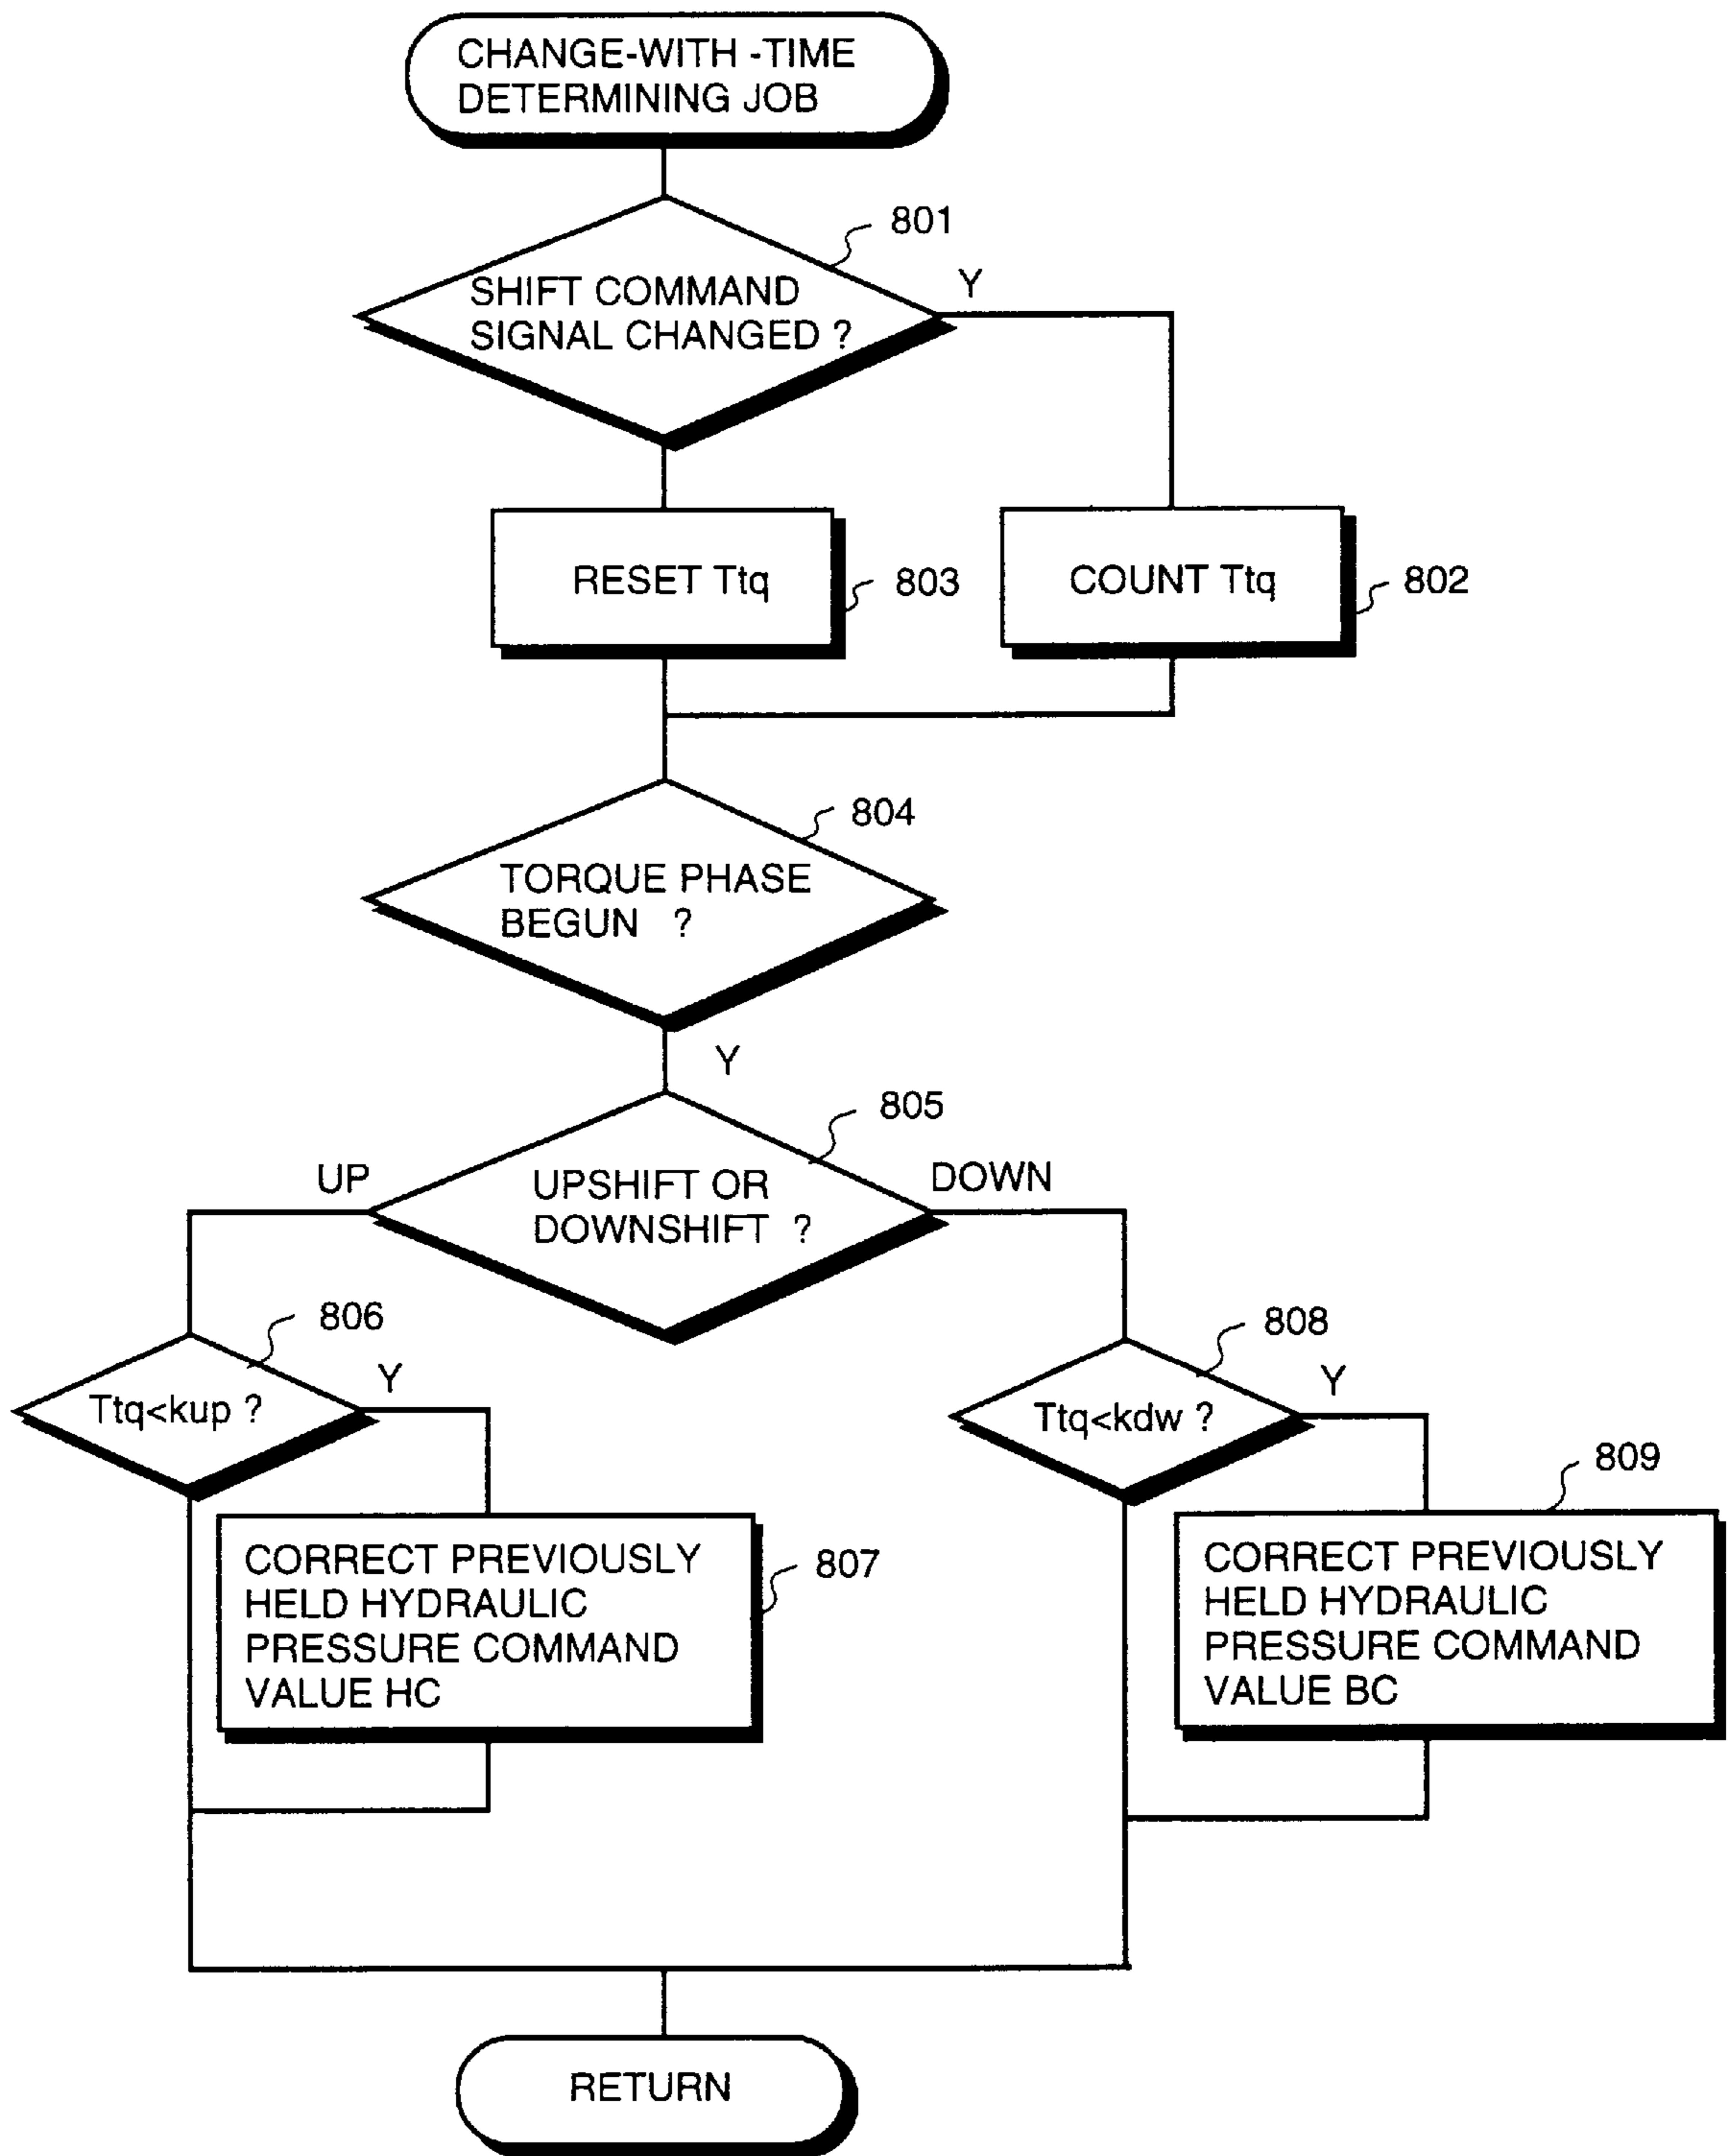 CHANGE-WITH -TIME
DETERMINING JOB
801
SHIFT COMMAND
SIGNAL CHANGED ?
Y
RESET Ttq
803
COUNT Ttq
802
804
TORQUE PHASE
BEGUN ?
Y
805
UP
UPSHIFT OR
DOWNSHIFT ?
DOWN
806
Ttq<kup ?
Y
808
Ttq<kdw ?
Y
807
CORRECT PREVIOUSLY
HELD HYDRAULIC
PRESSURE COMMAND
VALUE HC
809
CORRECT PREVIOUSLY
HELD HYDRAULIC
PRESSURE COMMAND
VALUE BC
RETURN